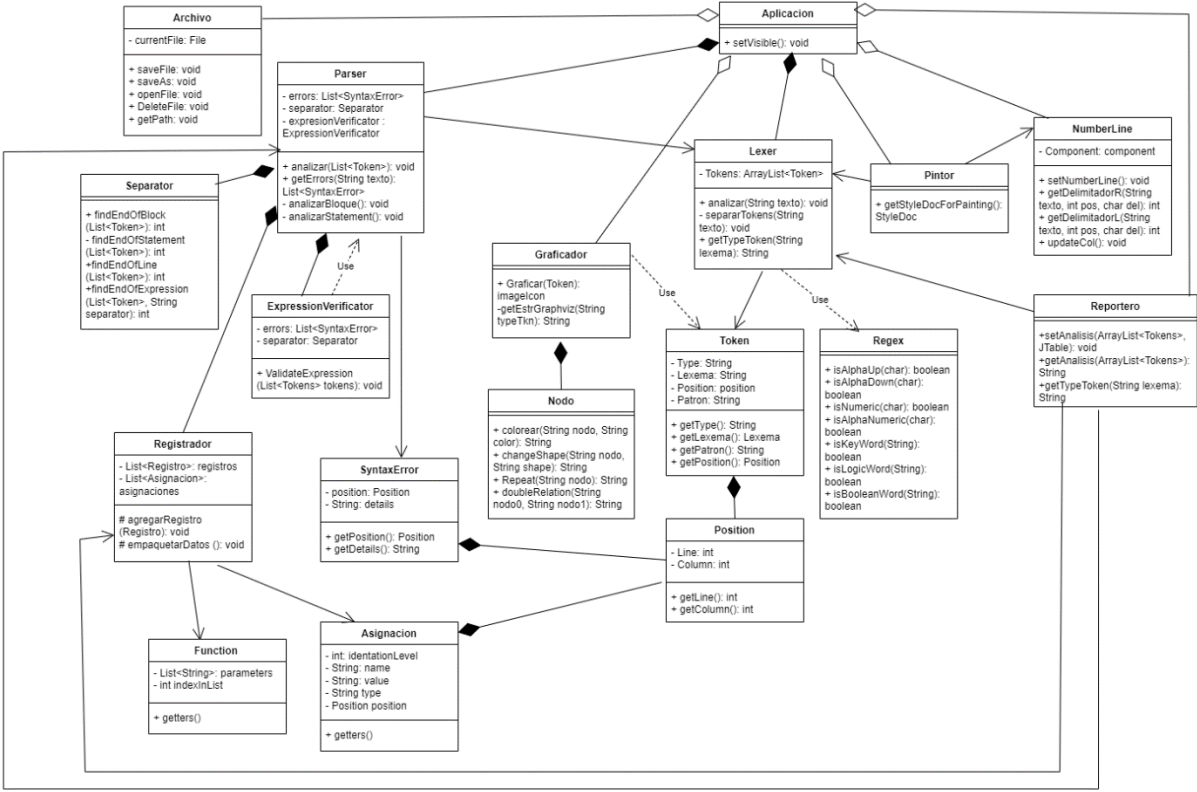 Archivo
- currentFile: File
+ saveFile: void
+ saveAs: void
+ openFile: void
+ DeleteFile: void
+ getPath: void
Aplicacion
+ setVisible(): void
Parser
- errors: List<SyntaxError>
- separator: Separator
- expresionVerificator :
ExpressionVerificator
+ analizar(List<Token>): void
+ getErrors(String texto):
List<SyntaxError>
- analizarBloque(): void
- analizarStatement(): void
Lexer
- Tokens: ArrayList<Token>
+ analizar(String texto): void
- separarTokens(String
texto): void
+ getTypeToken(String
lexema): String
Pintor
+ getStyleDocForPainting():
StyleDoc
NumberLine
- Component: component
+ setNumberLine(): void
+ getDelimitadorR(String
texto, int pos, char del): int
+ getDelimitadorL(String
texto, int pos, char del): int
+ updateCol(): void
Separator
+ findEndOfBlock
(List<Token>): int
- findEndOfStatement
(List<Token>): int
+findEndOfLine
(List<Token>): int
+findEndOfExpression
(List<Token>, String
separator): int
Use
ExpressionVerificator
- errors: List<SyntaxError>
- separator: Separator
+ ValidateExpression
(List<Tokens> tokens): void
Graficador
+ Graficar(Token):
imageIcon
-getEstrGraphviz(String
typeTkn): String
Use
Use
Nodo
+ colorear(String nodo, String
color): String
+ changeShape(String nodo,
String shape): String
+ Repeat(String nodo): String
+ doubleRelation(String
nodo0, String nodo1): String
Token
- Type: String
- Lexema: String
- Position: position
- Patron: String
+ getType(): String
+ getLexema(): Lexema
+ getPatron(): String
+ getPosition(): Position
Regex
+ isAlphaUp(char): boolean
+ isAlphaDown(char):
boolean
+ isNumeric(char): boolean
+ isAlphaNumeric(char):
boolean
+ isKeyWord(String):
boolean
+ isLogicWord(String):
boolean
+ isBooleanWord(String):
boolean
Reportero
+setAnalisis(ArrayList<Tokens>,
JTable): void
+getAnalisis(ArrayList<Tokens>):
String
+getTypeToken(String lexema):
String
Registrador
- List<Registro>: registros
- List<Asignacion>:
asignaciones
# agregarRegistro
(Registro): void
# empaquetarDatos (): void
SyntaxError
- position: Position
- String: details
+ getPosition(): Position
+ getDetails(): String
Position
- Line: int
- Column: int
+ getLine(): int
+ getColumn(): int
Function
- List<String>: parameters
- int indexInList
+ getters()
Asignacion
- int: identationLevel
- String: name
- String: value
- String type
- Position position
+ getters()